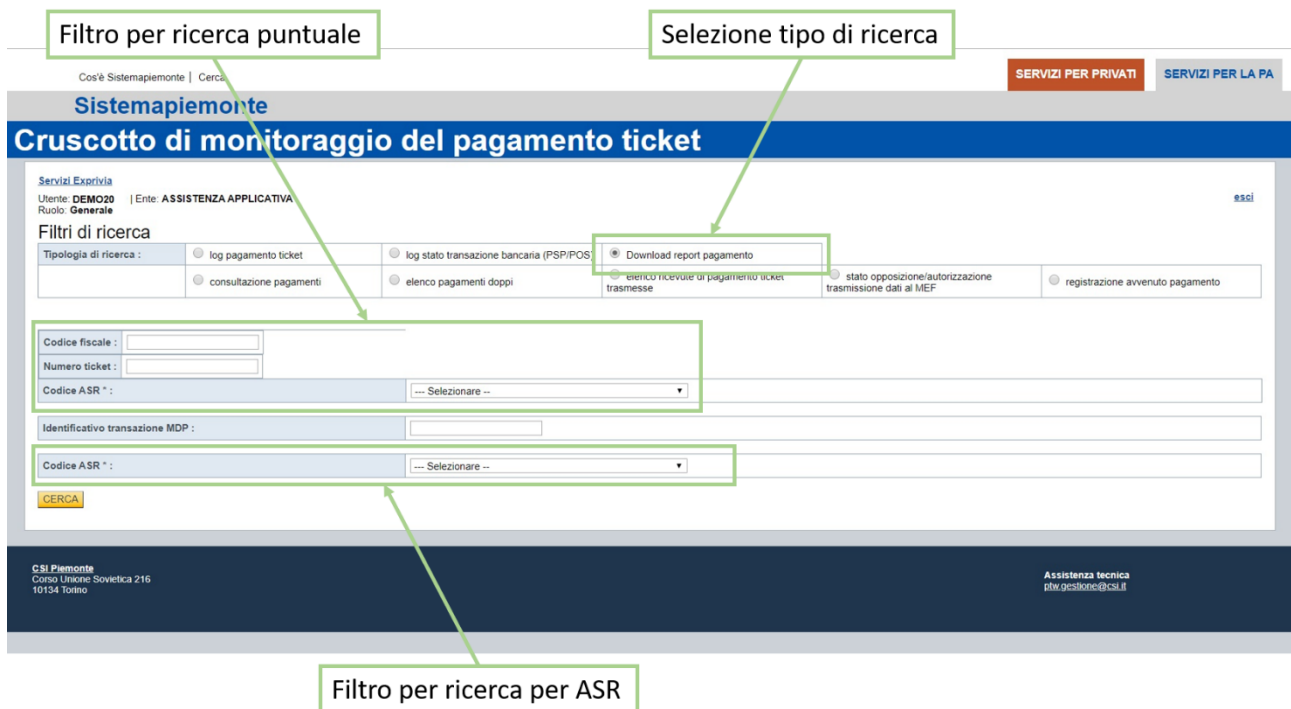 Filtro per ricerca puntuale
Selezione tipo di ricerca
Cos'è Sistemapiemonte | Cerca
SERVIZI PER PRIVATI
SERVIZI PER LA PA
Sistemapiemonte
Cruscotto di monitoraggio del pagamento ticket
Servizi Exprivia
Utente: DEMO20 | Ente: ASSISTENZA APPLICATIVA
esci
Ruolo: Generale
Filtri di ricerca
Tipologia di ricerca :
log pagamento ticket
log stato transazione bancaria (PSP/POS)
Download report pagamento
consultazione pagamenti
elenco pagamenti doppi
elenco ricevute di pagamento ticket
trasmesse
stato opposizione/autorizzazione
trasmissione dati al MEF
registrazione avvenuto pagamento
Codice fiscale :
Numero ticket :
Codice ASR * :
--- Selezionare --
Identificativo transazione MDP :
Codice ASR * :
--- Selezionare --
CERCA
CSI Piemonte
Corso Unione Sovietica 216
10134 Torino
Assistenza tecnica
ptw.gestione@csi.it
Filtro per ricerca per ASR